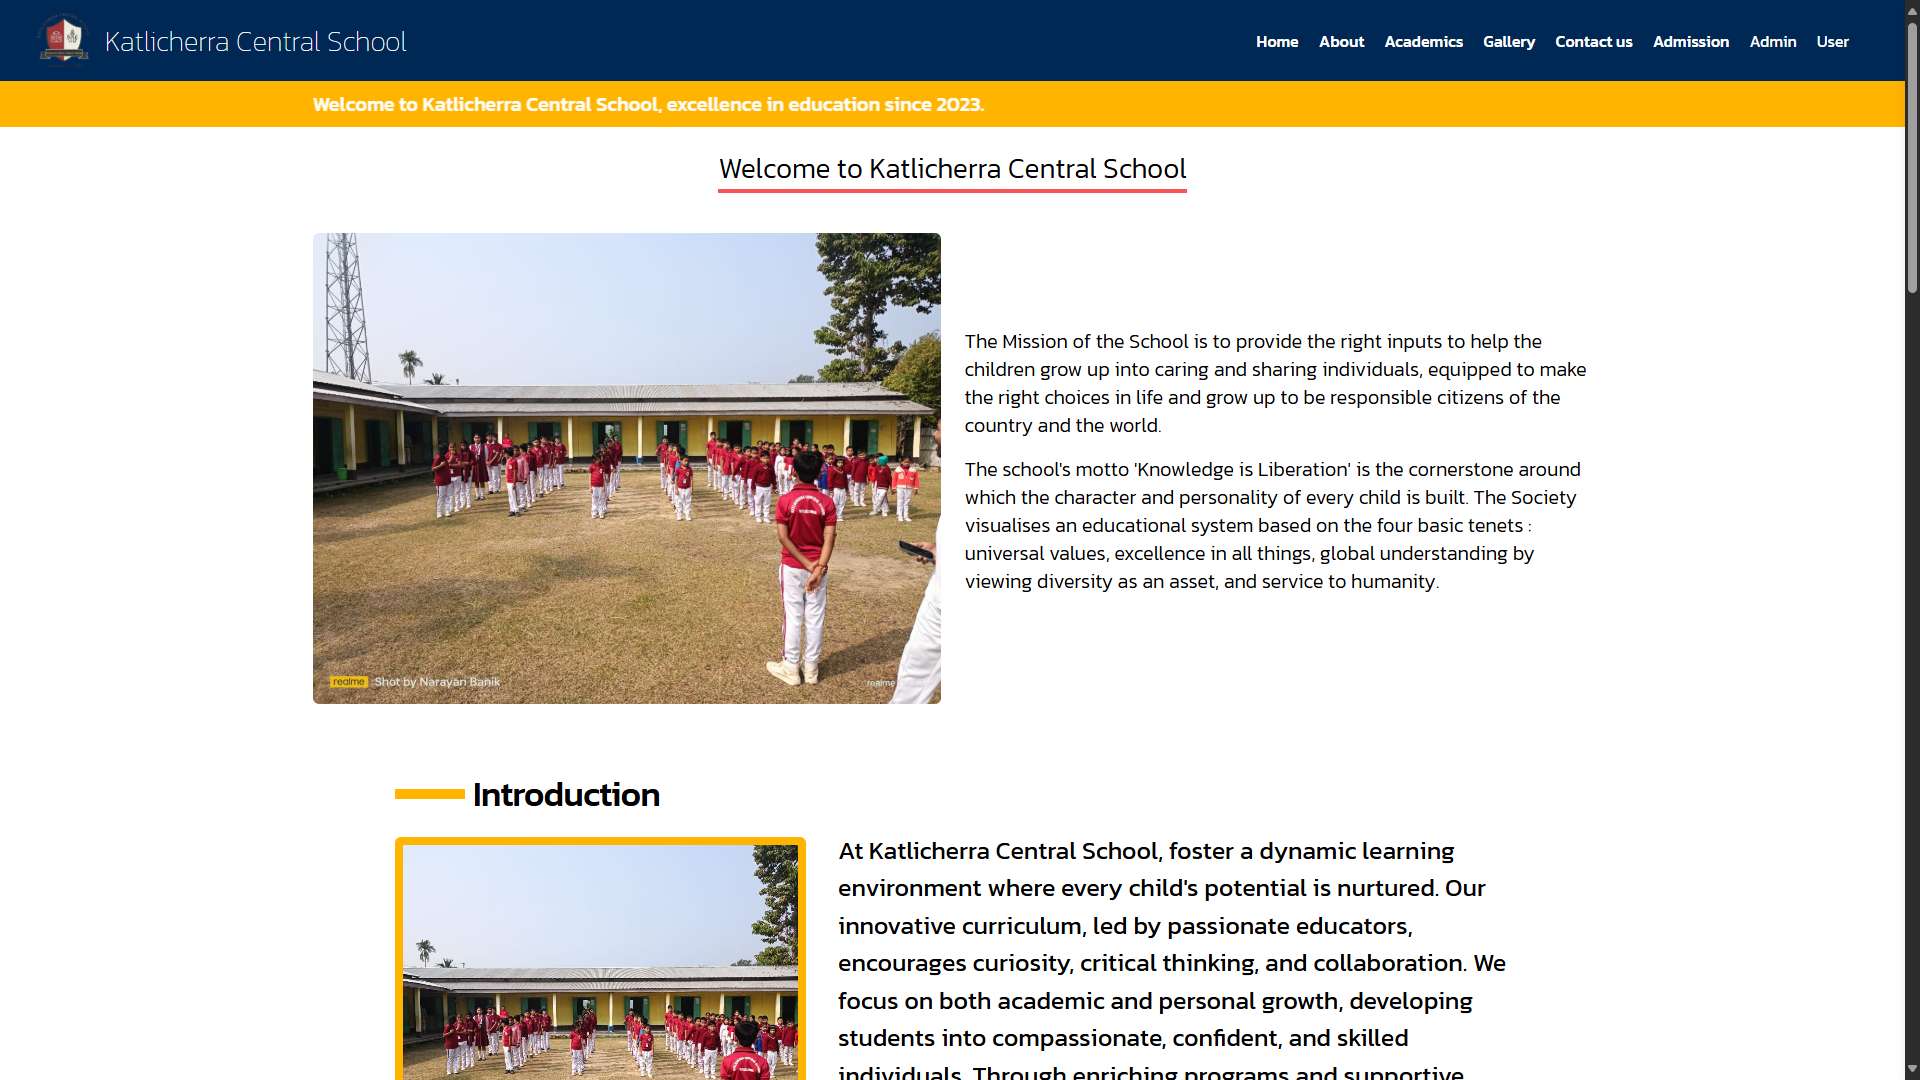 Katlicherra Central School
Home About Academics Gallery Contact us Admission Admin User
Welcome to Katlicherra Central School, excellence in education since 2023.
Welcome to Katlicherra Central School
The Mission of the School is to provide the right inputs to help the
children grow up into caring and sharing individuals, equipped to make
the right choices in life and grow up to be responsible citizens of the
country and the world.
The school's motto 'Knowledge is Liberation' is the cornerstone around
which the character and personality of every child is built. The Society
visualises an educational system based on the four basic tenets :
universal values, excellence in all things, global understanding by
viewing diversity as an asset, and service to humanity.
realme Shot by Narayan Banik
realme
Introduction
At Katlicherra Central School, foster a dynamic learning
environment where every child's potential is nurtured. Our
innovative curriculum, led by passionate educators,
encourages curiosity, critical thinking, and collaboration. We
focus on both academic and personal growth, developing
students into compassionate, confident, and skilled
individuals. Through enriching programs and supportive